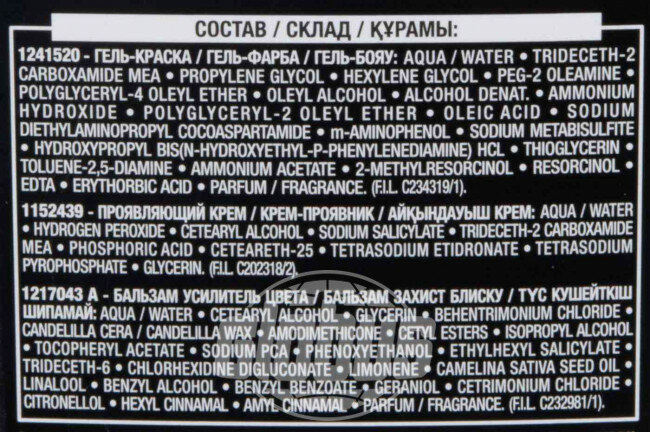 СОСТАВ / СКЛАД / ҚҰРАМЫ:
1241520 - ГЕЛЬ-КРАСКА / ГЕЛЬ-ФАРБА / ГЕЛЬ-БОЯУ: AQUA / WATER • TRIDECETH-2
CARBOXAMIDE MEA • PROPYLENE GLYCOL • HEXYLENE GLYCOL • PEG-2 OLEAMINE •
POLYGLYCERYL-4 OLEYL ETHER • OLEYL ALCOHOL • ALCOHOL DENAT. • AMMONIUM
HYDROXIDE • POLYGLYCERYL-2 OLEYL ETHER • OLEIC ACID • SODIUM
DIETHYLAMINOPROPYL COCOASPARTAMIDE • m-AMINOPHENOL • SODIUM METABISULFITE
• HYDROXYPROPYL BIS(N-HYDROXYETHYL-P-PHENYLENEDIAMINE) HCL • THIOGLYCERIN •
TOLUENE-2,5-DIAMINE • AMMONIUM ACETATE • 2-METHYLRESORCINOL • RESORCINOL •
EDTA • ERYTHORBIC ACID • PARFUM / FRAGRANCE. (F.I.L. C234319/1).
1152439 - ПРОЯВЛЯЮЩИЙ КРЕМ / КРЕМ-ПРОЯВНИК / АЙҚЫНДАУЫШ КРЕМ: AQUA / WATER
• HYDROGEN PEROXIDE • CETEARYL ALCOHOL • SODIUM SALICYLATE • TRIDECETH-2 CARBOXAMIDE
MEA • PHOSPHORIC ACID • CETEARETH-25 • TETRASODIUM ETIDRONATE • TETRASODIUM
PYROPHOSPHATE • GLYCERIN. (F.I.L. C202318/2).
1217043 A - БАЛЬЗАМ УСИЛИТЕЛЬ ЦВЕТА / БАЛЬЗАМ ЗАХИСТ БЛИСКУ / ТҮС КУШЕЙТКІШ
ШИПАМАЙ: AQUA / WATER • CETEARYL ALCOHOL • GLYCERIN • BEHENTRIMONIUM CHLORIDE •
CANDELILLA CERA / CANDELILLA WAX • AMODIMETHICONE • CETYL ESTERS • ISOPROPYL ALCOHOL
• TOCOPHERYL ACETATE • SODIUM PCA • PHENOXYETHANOL • ETHYLHEXYL SALICYLATE •
TRIDECETH-6 • CHLORHEXIDINE DIGLUCONATE • LIMONENE • CAMELINA SATIVA SEED OIL •
LINALOOL • BENZYL ALCOHOL • BENZYL BENZOATE • GERANIOL • CETRIMONIUM CHLORIDE •
CITRONELLOL • HEXYL CINNAMAL • AMYL CINNAMAL • PARFUM / FRAGRANCE. (F.I.L. C232981/1).